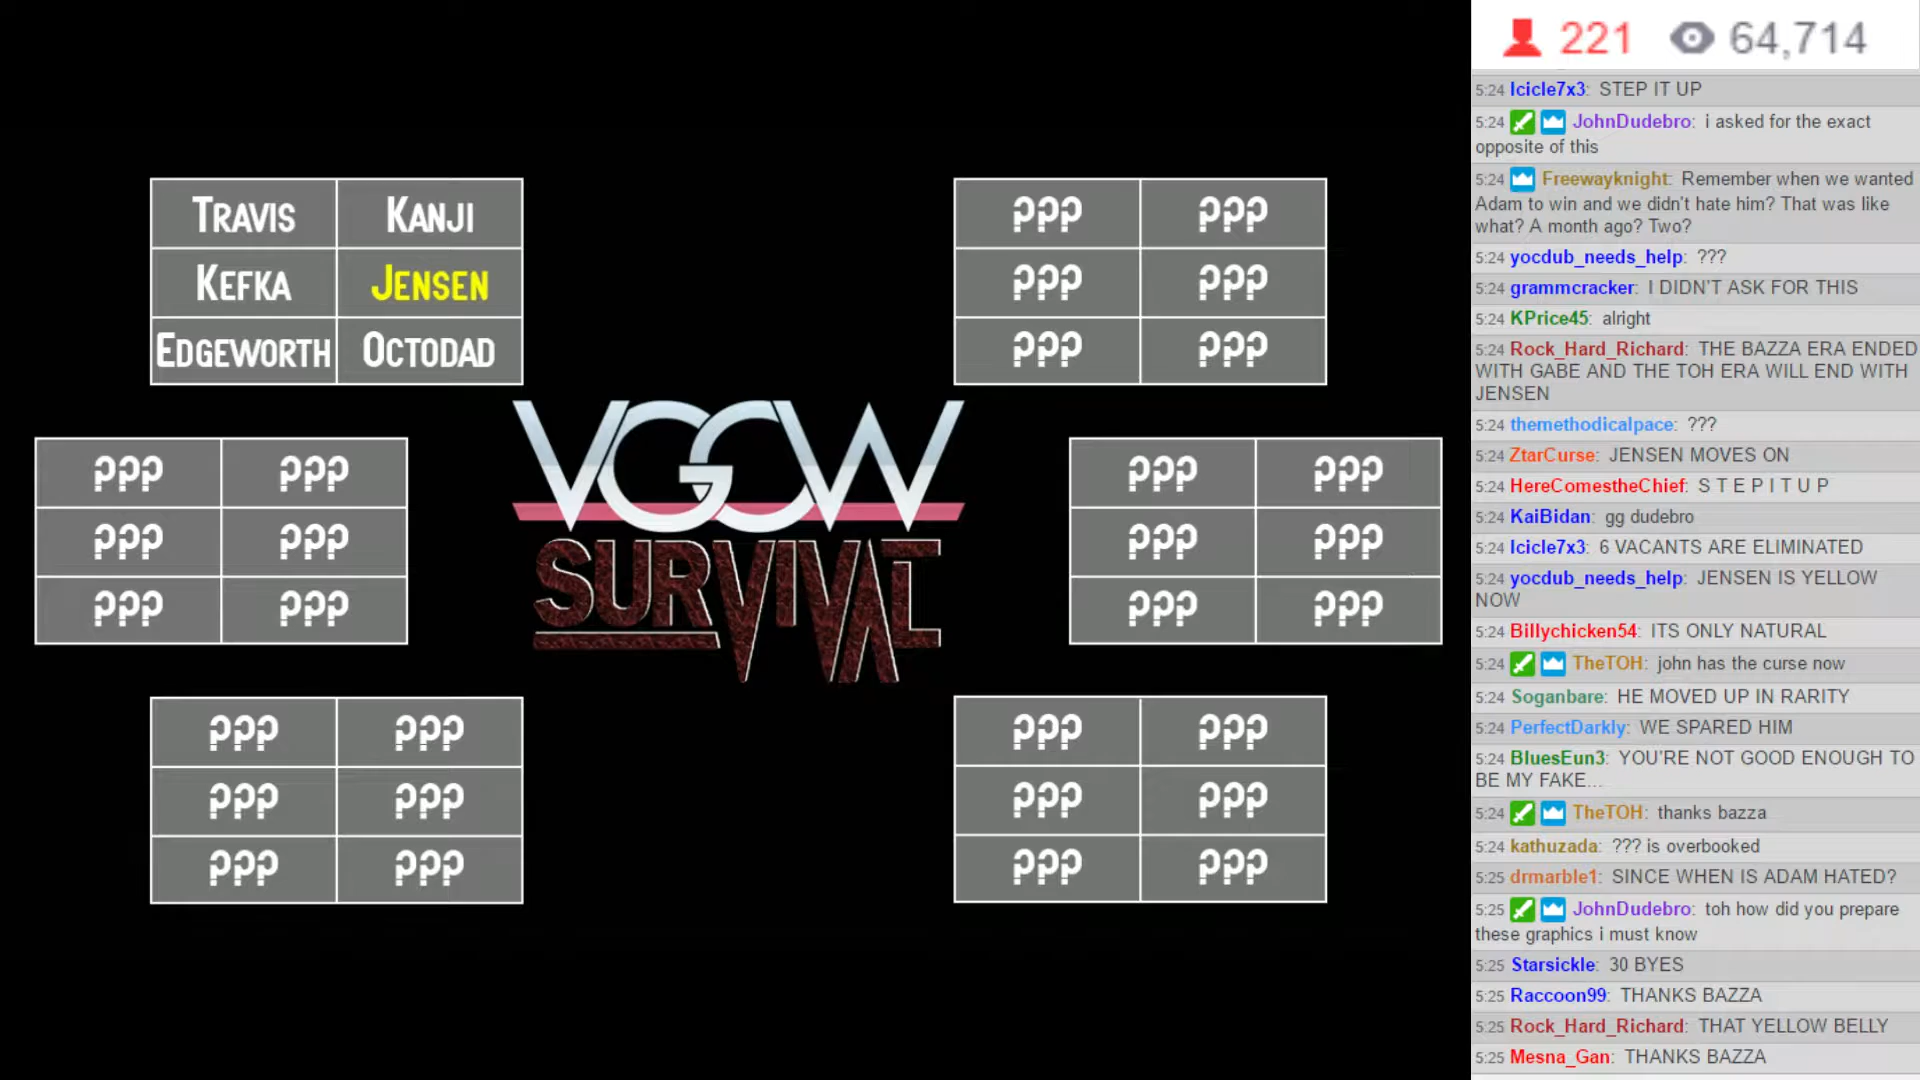 TRAVIS KANJI
KEFKA JENSEN
EDGEWORTH OCTODAD
??? ???
??? ???
??? ???
??? ???
??? ???
??? ???
VGCW
SURVIVAL
??? ???
??? ???
??? ???
??? ???
??? ???
??? ???
??? ???
??? ???
??? ???
221 64,714
5:24 Icicle7x3: STEP IT UP
5:24 JohnDudebro: i asked for the exact
opposite of this
5:24 Freewayknight: Remember when we wanted
Adam to win and we didn't hate him? That was like
what? A month ago? Two?
5:24 yocdub_needs_help: ???
5:24 grammcracker: I DIDN'T ASK FOR THIS
5:24 KPrice45: alright
5:24 Rock_Hard_Richard: THE BAZZA ERA ENDED
WITH GABE AND THE TOH ERA WILL END WITH
JENSEN
5:24 themethodicalpace: ???
5:24 ZtarCurse: JENSEN MOVES ON
5:24 HereComestheChief: S T E P I T U P
5:24 KaiBidan: gg dudebro
5:24 Icicle7x3: 6 VACANTS ARE ELIMINATED
5:24 yocdub_needs_help: JENSEN IS YELLOW
NOW
5:24 Billychicken54: ITS ONLY NATURAL
5:24 TheTOH: john has the curse now
5:24 Soganbare: HE MOVED UP IN RARITY
5:24 PerfectDarkly: WE SPARED HIM
5:24 BluesEun3: YOU'RE NOT GOOD ENOUGH TO
BE MY FAKE...
5:24 TheTOH: thanks bazza
5:24 kathuzada: ??? is overbooked
5:25 drmarble1: SINCE WHEN IS ADAM HATED?
5:25 JohnDudebro: toh how did you prepare
these graphics i must know
5:25 Starsickle: 30 BYES
5:25 Raccoon99: THANKS BAZZA
5:25 Rock_Hard_Richard: THAT YELLOW BELLY
5:25 Mesna_Gan: THANKS BAZZA